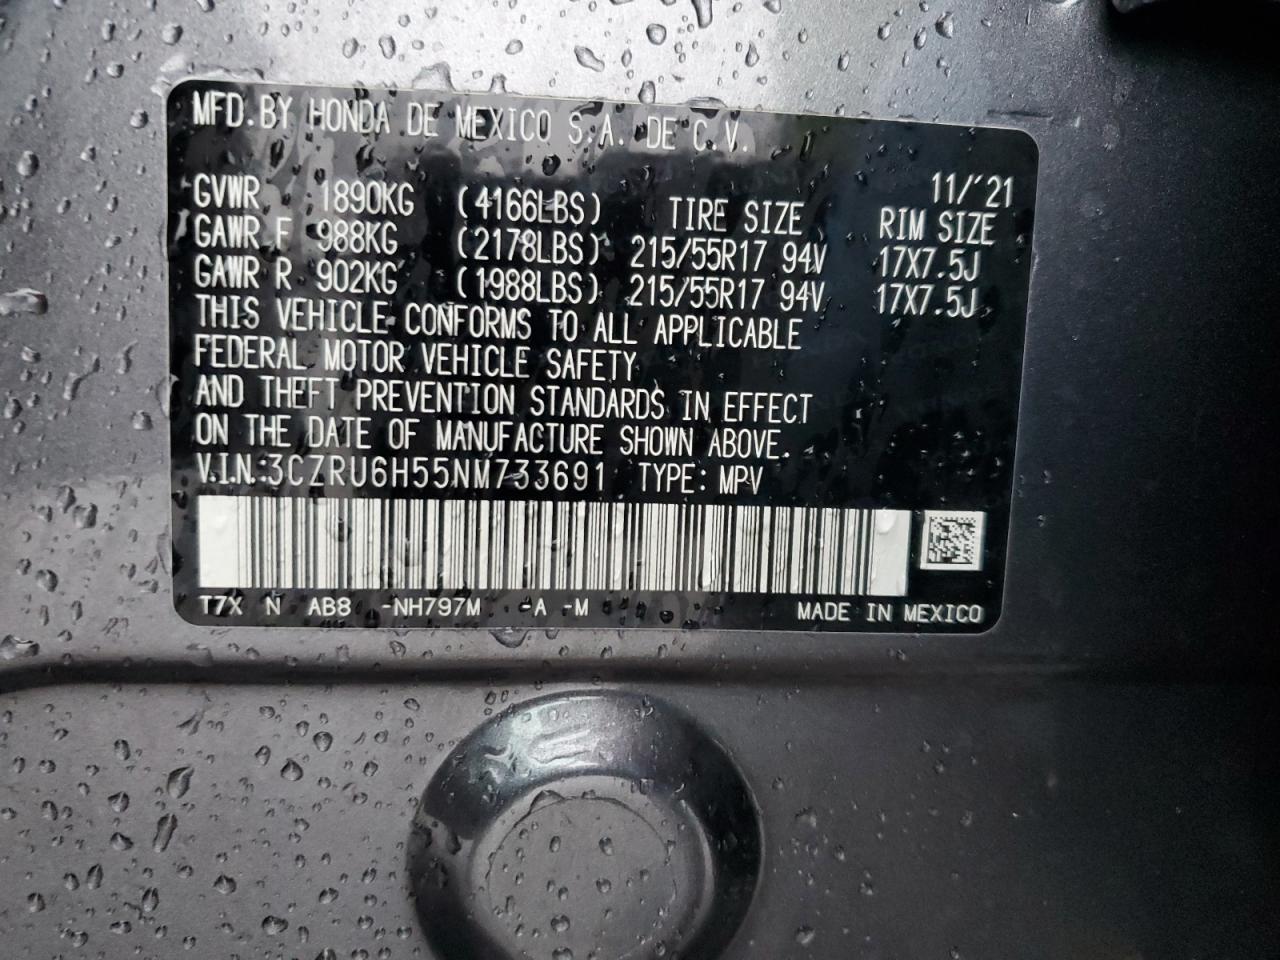 MFD. BY HONDA DE MEXICO S.A. DE C.V.
11/'21
GVWR 1890KG (4166LBS) TIRE SIZE RIM SIZE
GAWR F 988KG (2178LBS) 215/55R17 94V 17X7.5J
GAWR R 902KG (1988LBS) 215/55R17 94V 17X7.5J
THIS VEHICLE CONFORMS TO ALL APPLICABLE
FEDERAL MOTOR VEHICLE SAFETY
AND THEFT PREVENTION STANDARDS IN EFFECT
ON THE DATE OF MANUFACTURE SHOWN ABOVE.
V.I.N.:3CZRU6H55NM733691 TYPE: MPV
T7X N AB8 -NH797M -A -M MADE IN MEXICO